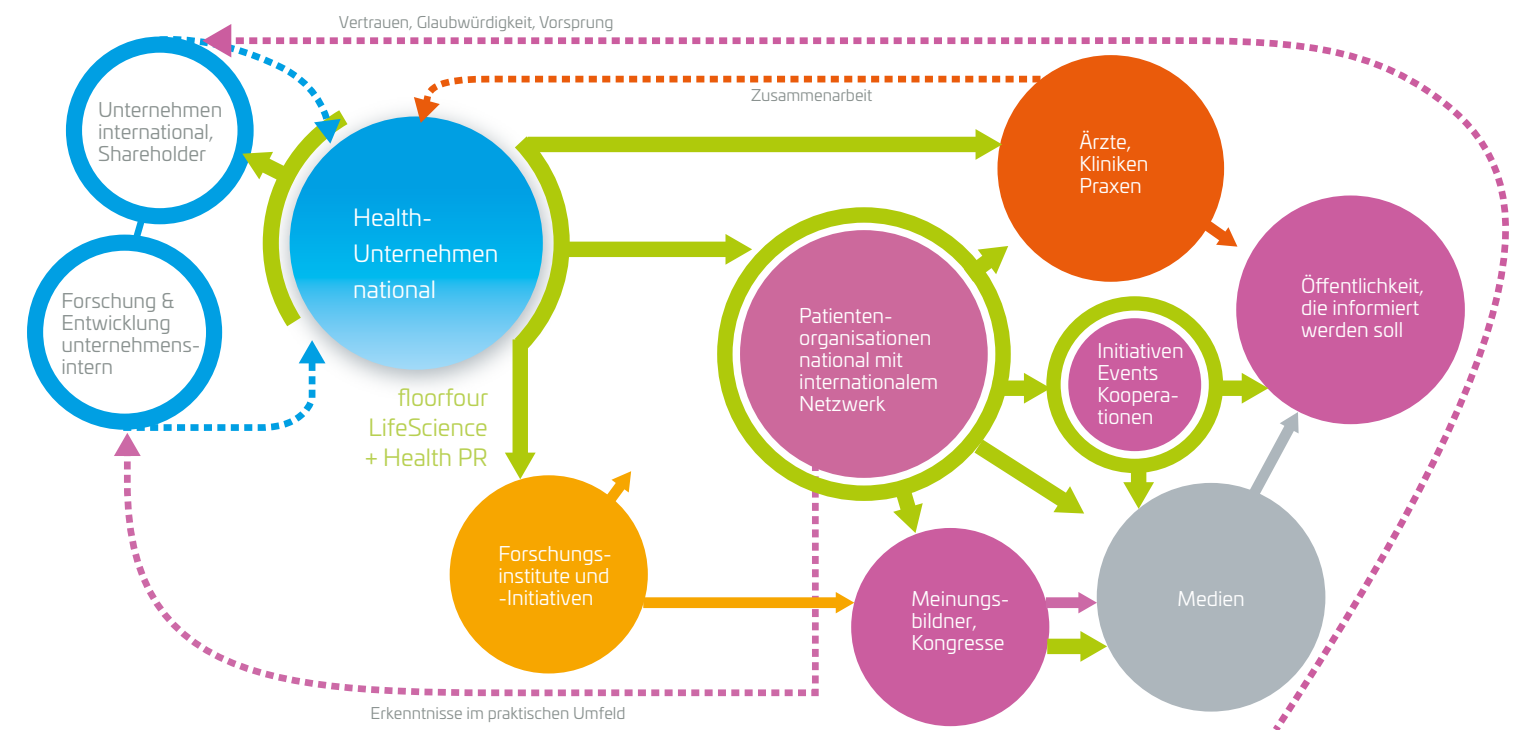 Vertrauen, Glaubwürdigkeit, Vorsprung
Zusammenarbeit
Unternehmen
international,
Shareholder
Ärzte,
Kliniken
Praxen
Health-
Unternehmen
national
Forschung &
Entwicklung
unternehmens-
intern
Öffentlichkeit,
die informiert
werden soll
Patienten-
organisationen
national mit
internationalem
Netzwerk
Initiativen
Events
Koopera-
tionen
floorfour
LifeScience
+ Health PR
Forschungs-
institute und
-Initiativen
Meinungs-
bildner,
Kongresse
Medien
Erkenntnisse im praktischen Umfeld